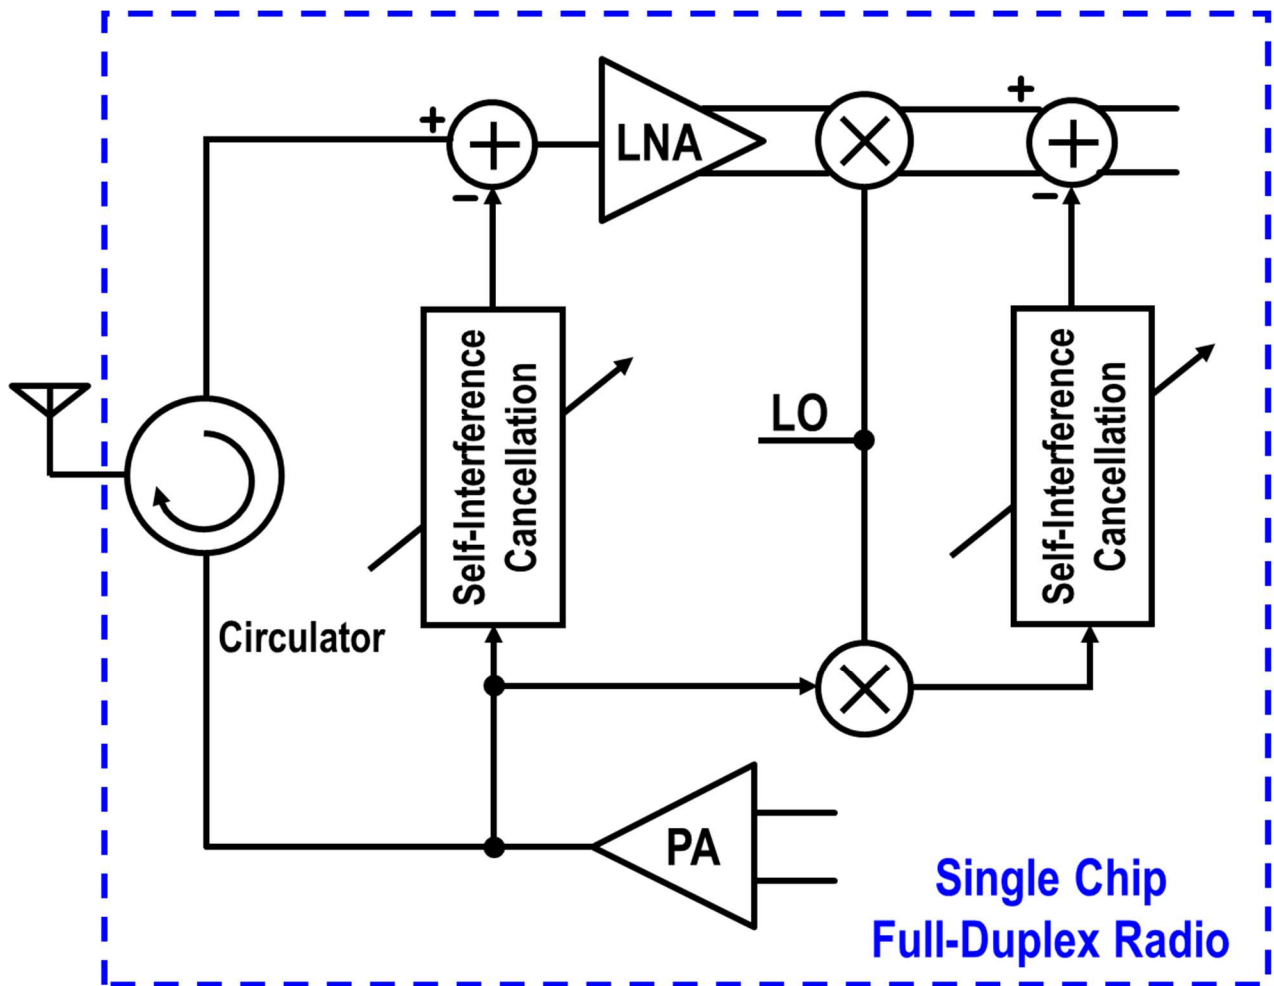 +
LNA
+
−
−
Self-Interference
Cancellation
LO
Self-Interference
Cancellation
Circulator
PA
Single Chip
Full-Duplex Radio